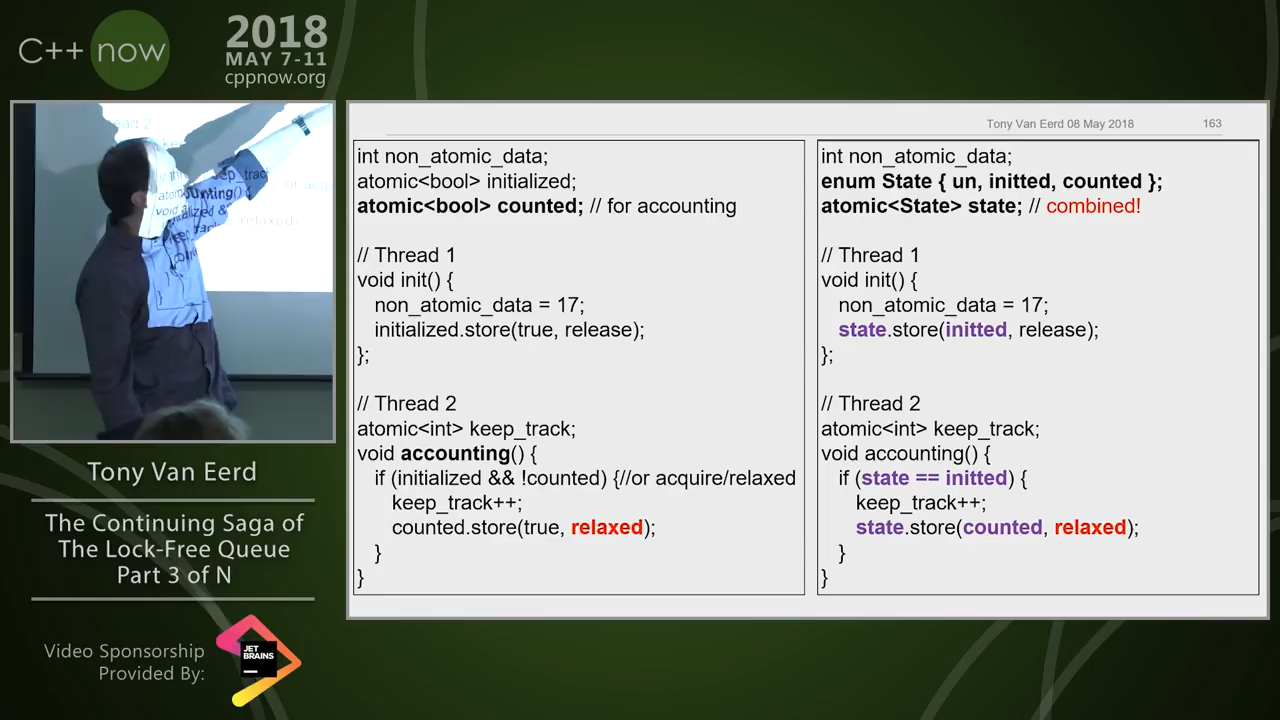 C++ now
2018
MAY 7-11
cppnow.org
Tony Van Eerd 08 May 2018 163
int non_atomic_data;
atomic<bool> initialized;
atomic<bool> counted; // for accounting
// Thread 1
void init() {
non_atomic_data = 17;
initialized.store(true, release);
};
// Thread 2
atomic<int> keep_track;
void accounting() {
if (initialized && !counted) {//or acquire/relaxed
keep_track++;
counted.store(true, relaxed);
}
}
int non_atomic_data;
enum State { un, initted, counted };
atomic<State> state; // combined!
// Thread 1
void init() {
non_atomic_data = 17;
state.store(initted, release);
};
// Thread 2
atomic<int> keep_track;
void accounting() {
if (state == initted) {
keep_track++;
state.store(counted, relaxed);
}
}
Tony Van Eerd
The Continuing Saga of
The Lock-Free Queue
Part 3 of N
Video Sponsorship
Provided By:
JET
BRAINS